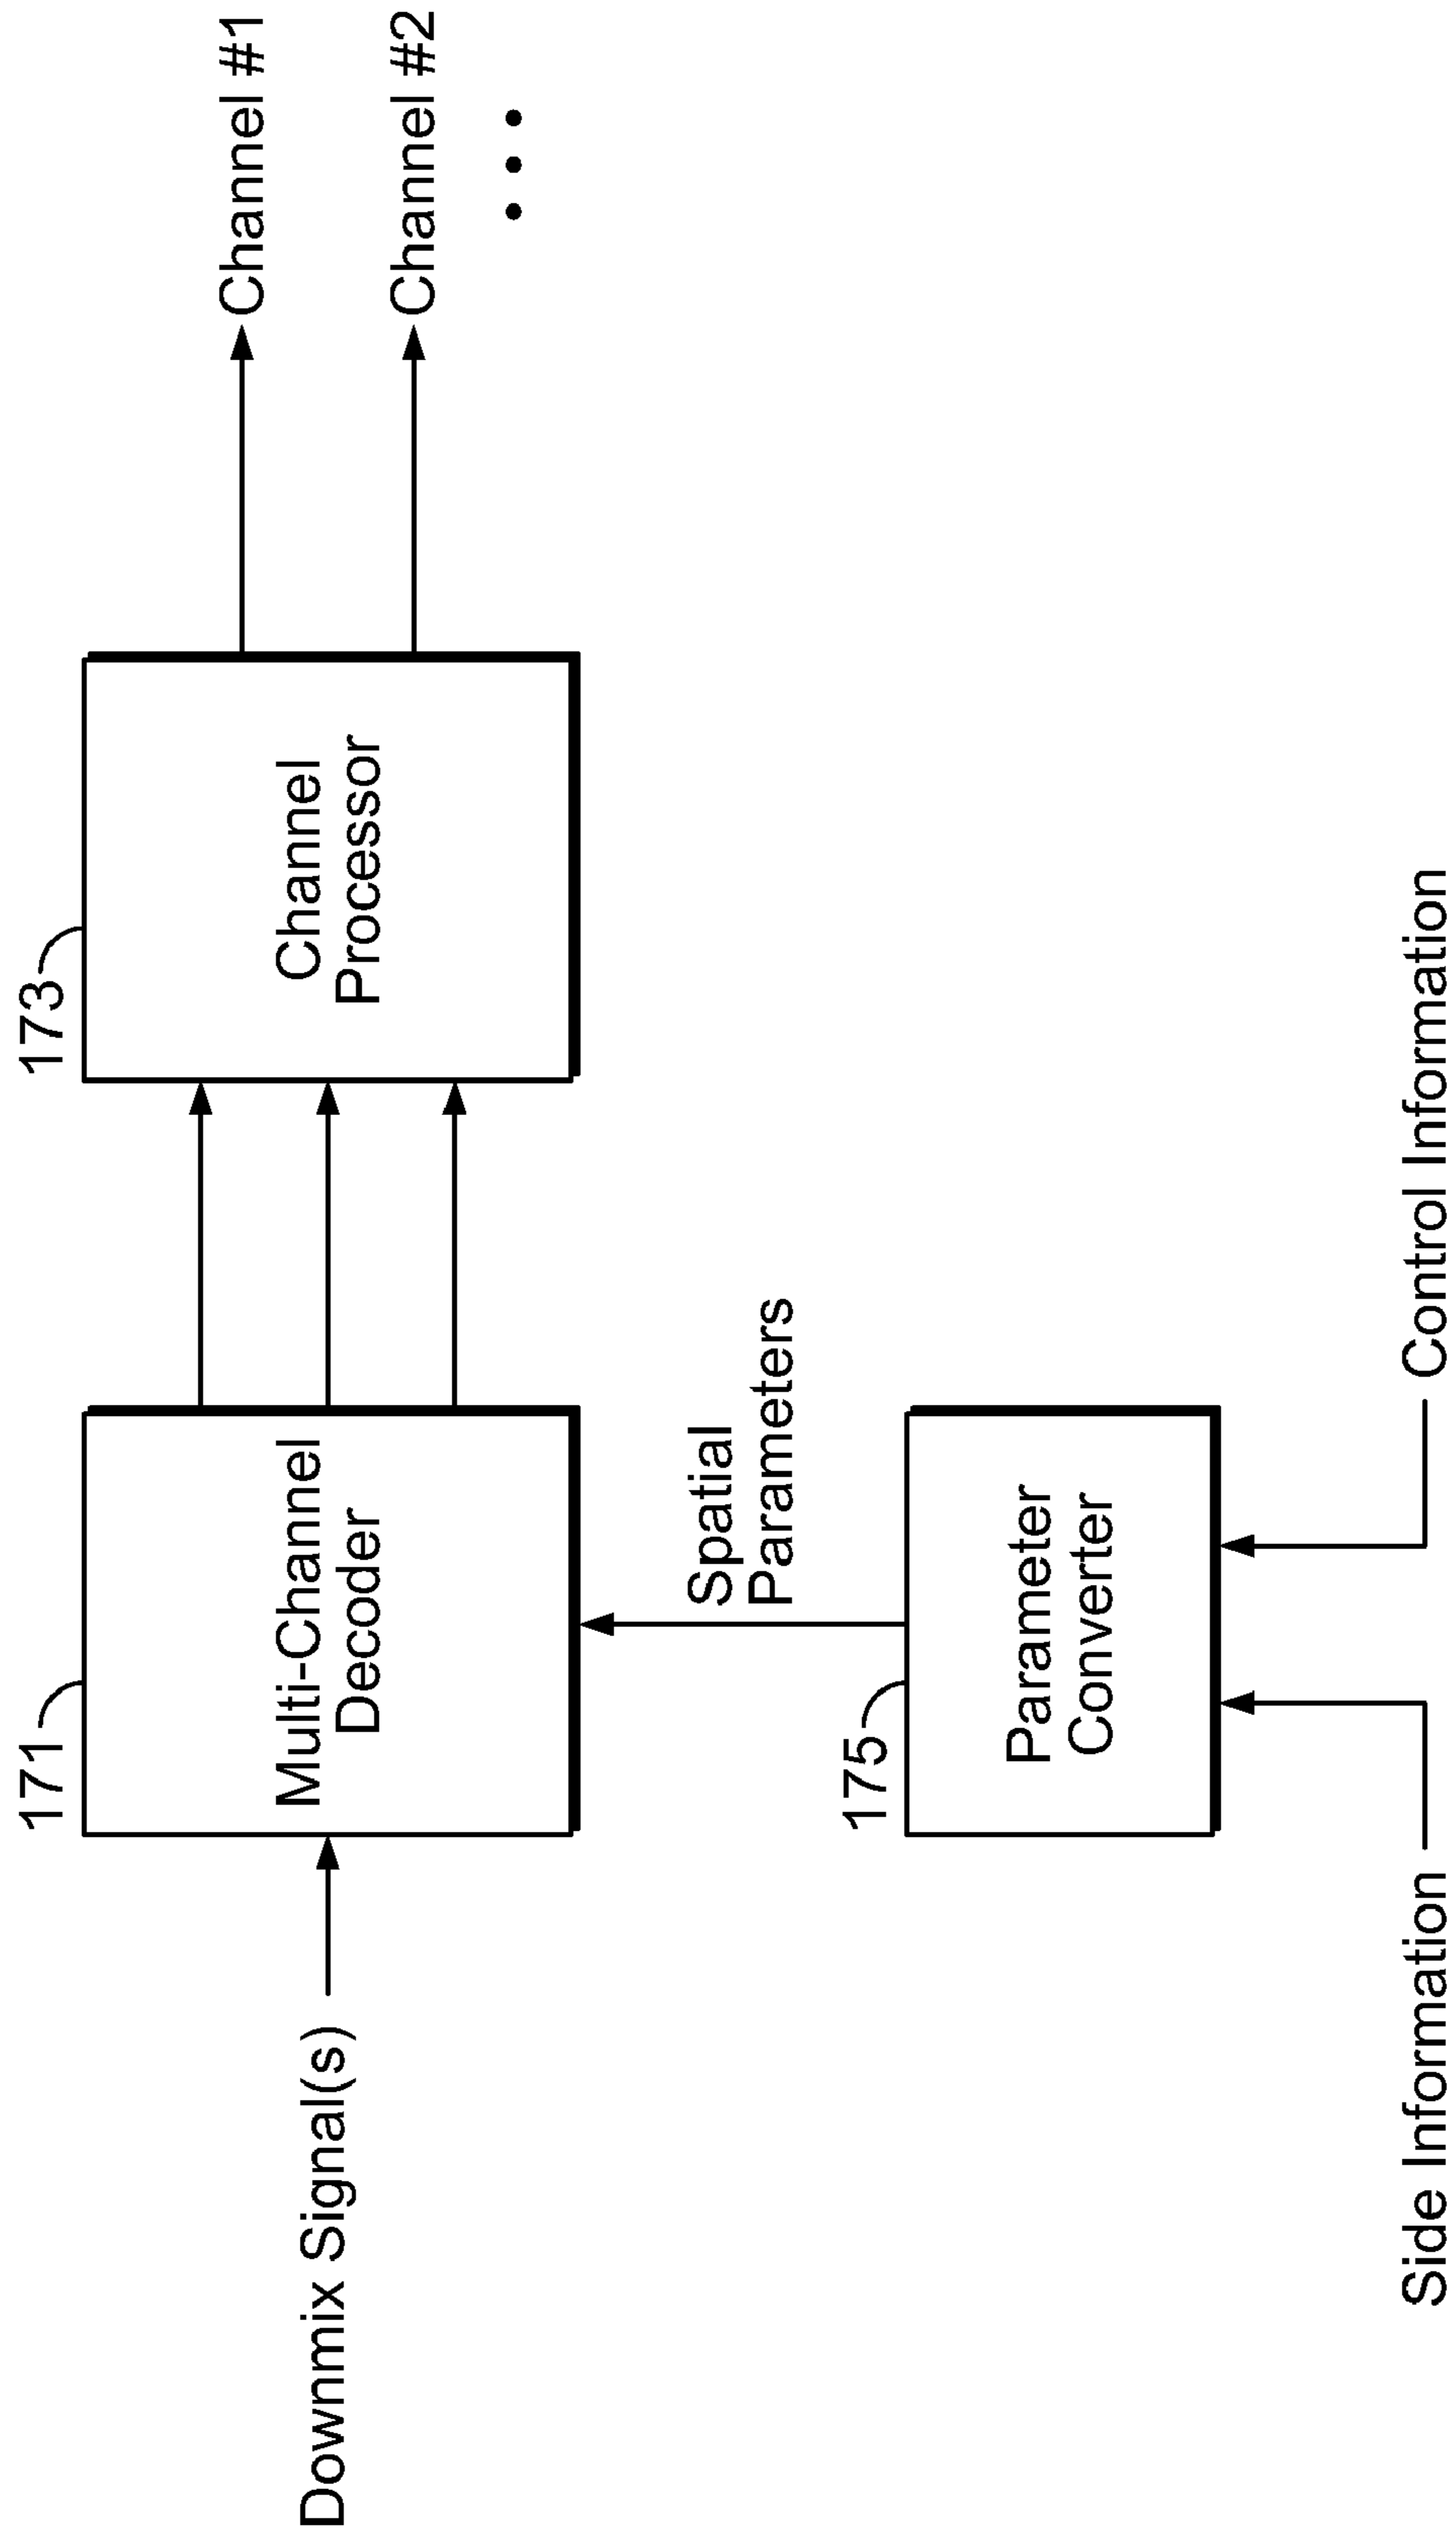 171
173
Downmix Signal(s)
Multi-Channel
Decoder
Channel
Processor
Channel #1
Channel #2
Spatial
Parameters
175
Parameter
Converter
Side Information
Control Information